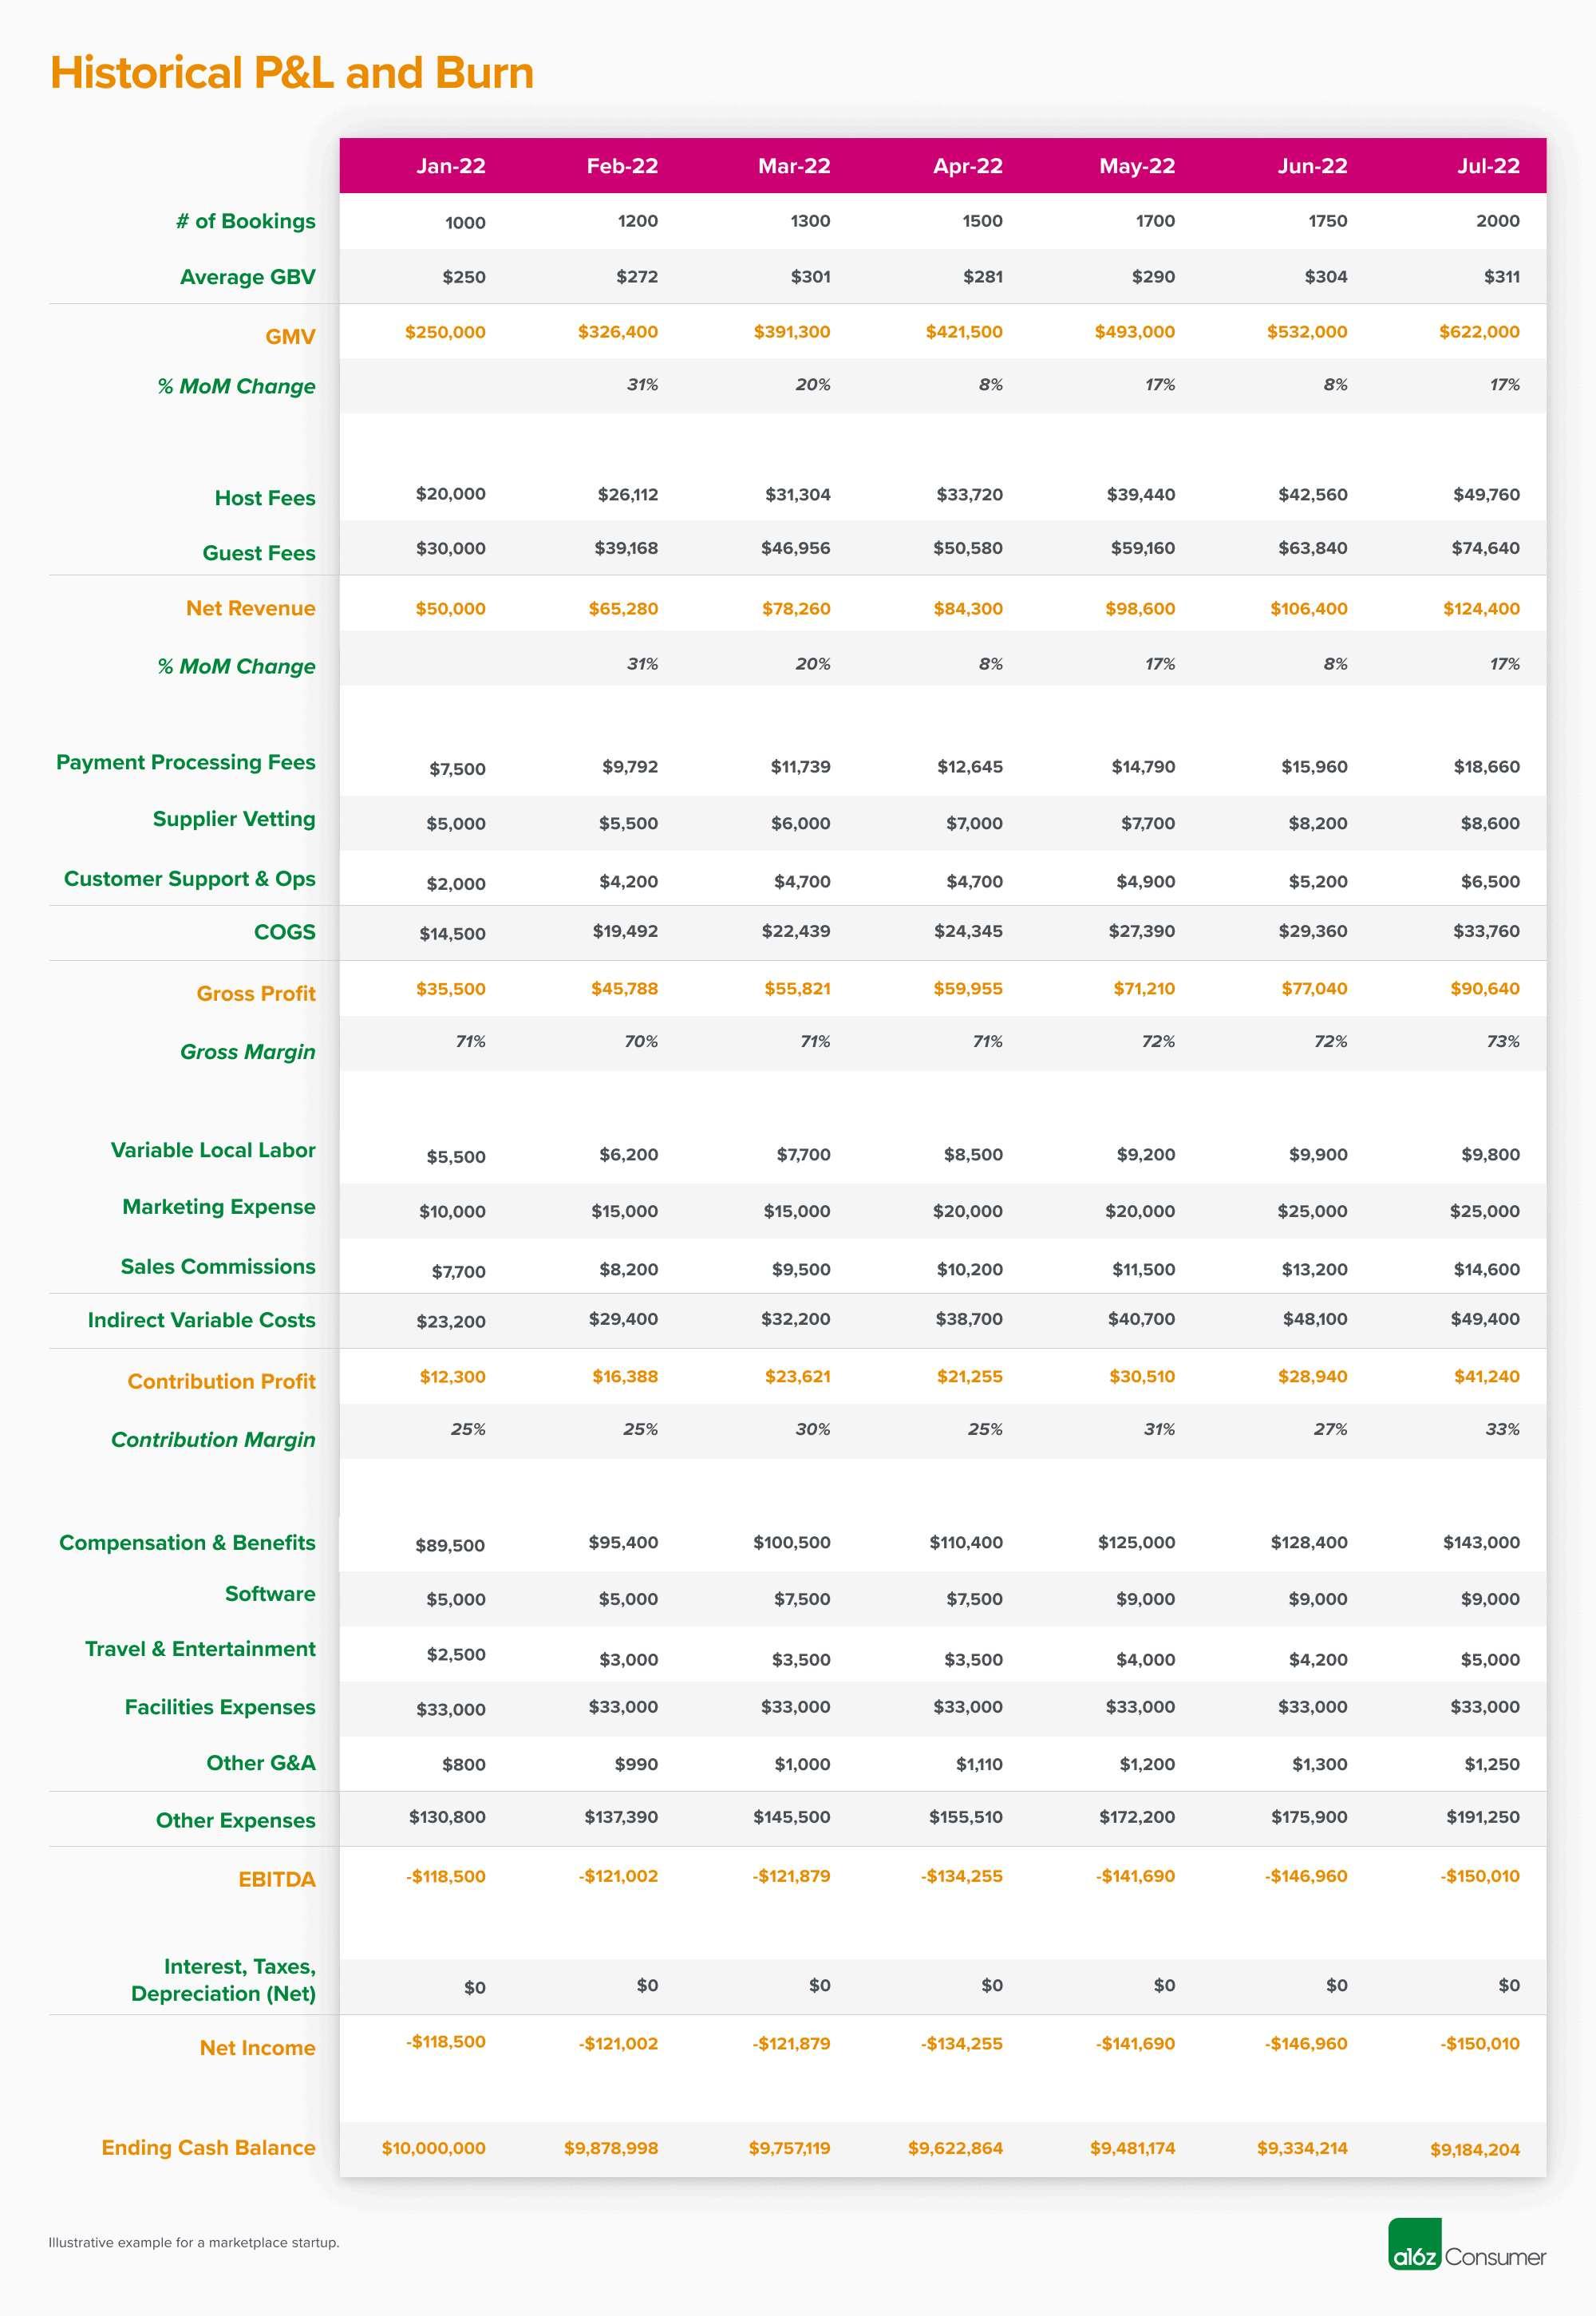 Historical P&L and Burn
Jan-22 Feb-22 Mar-22 Apr-22 May-22 Jun-22 Jul-22
# of Bookings 1000 1200 1300 1500 1700 1750 2000
Average GBV $250 $272 $301 $281 $290 $304 $311
GMV $250,000 $326,400 $391,300 $421,500 $493,000 $532,000 $622,000
% MoM Change 31% 20% 8% 17% 8% 17%
Host Fees $20,000 $26,112 $31,304 $33,720 $39,440 $42,560 $49,760
Guest Fees $30,000 $39,168 $46,956 $50,580 $59,160 $63,840 $74,640
Net Revenue $50,000 $65,280 $78,260 $84,300 $98,600 $106,400 $124,400
% MoM Change 31% 20% 8% 17% 8% 17%
Payment Processing Fees $7,500 $9,792 $11,739 $12,645 $14,790 $15,960 $18,660
Supplier Vetting $5,000 $5,500 $6,000 $7,000 $7,700 $8,200 $8,600
Customer Support & Ops $2,000 $4,200 $4,700 $4,700 $4,900 $5,200 $6,500
COGS $14,500 $19,492 $22,439 $24,345 $27,390 $29,360 $33,760
Gross Profit $35,500 $45,788 $55,821 $59,955 $71,210 $77,040 $90,640
Gross Margin 71% 70% 71% 71% 72% 72% 73%
Variable Local Labor $5,500 $6,200 $7,700 $8,500 $9,200 $9,900 $9,800
Marketing Expense $10,000 $15,000 $15,000 $20,000 $20,000 $25,000 $25,000
Sales Commissions $7,700 $8,200 $9,500 $10,200 $11,500 $13,200 $14,600
Indirect Variable Costs $23,200 $29,400 $32,200 $38,700 $40,700 $48,100 $49,400
Contribution Profit $12,300 $16,388 $23,621 $21,255 $30,510 $28,940 $41,240
Contribution Margin 25% 25% 30% 25% 31% 27% 33%
Compensation & Benefits $89,500 $95,400 $100,500 $110,400 $125,000 $128,400 $143,000
Software $5,000 $5,000 $7,500 $7,500 $9,000 $9,000 $9,000
Travel & Entertainment $2,500 $3,000 $3,500 $3,500 $4,000 $4,200 $5,000
Facilities Expenses $33,000 $33,000 $33,000 $33,000 $33,000 $33,000 $33,000
Other G&A $800 $990 $1,000 $1,110 $1,200 $1,300 $1,250
Other Expenses $130,800 $137,390 $145,500 $155,510 $172,200 $175,900 $191,250
EBITDA -$118,500 -$121,002 -$121,879 -$134,255 -$141,690 -$146,960 -$150,010
Interest, Taxes,
Depreciation (Net) $0 $0 $0 $0 $0 $0 $0
Net Income -$118,500 -$121,002 -$121,879 -$134,255 -$141,690 -$146,960 -$150,010
Ending Cash Balance $10,000,000 $9,878,998 $9,757,119 $9,622,864 $9,481,174 $9,334,214 $9,184,204
Illustrative example for a marketplace startup.
a16z Consumer